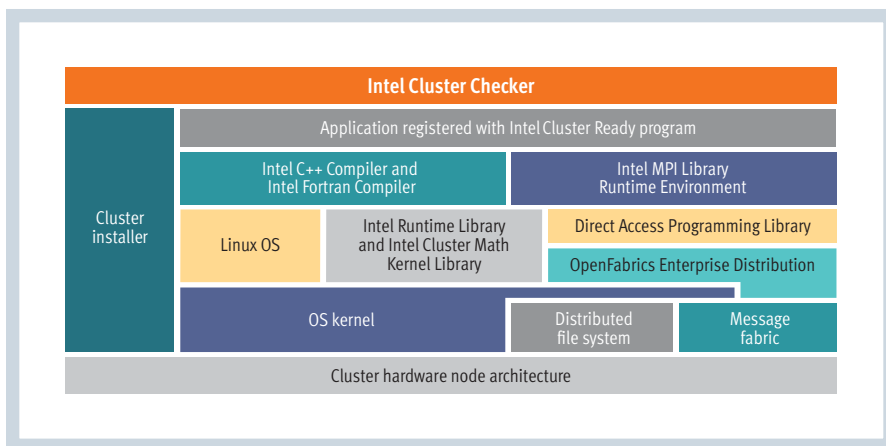 Intel Cluster Checker
Application registered with Intel Cluster Ready program
Intel C++ Compiler and
Intel Fortran Compiler
Intel MPI Library
Runtime Environment
Cluster
installer
Linux OS
Intel Runtime Library
and Intel Cluster Math
Kernel Library
Direct Access Programming Library
OpenFabrics Enterprise Distribution
OS kernel
Distributed
file system
Message
fabric
Cluster hardware node architecture